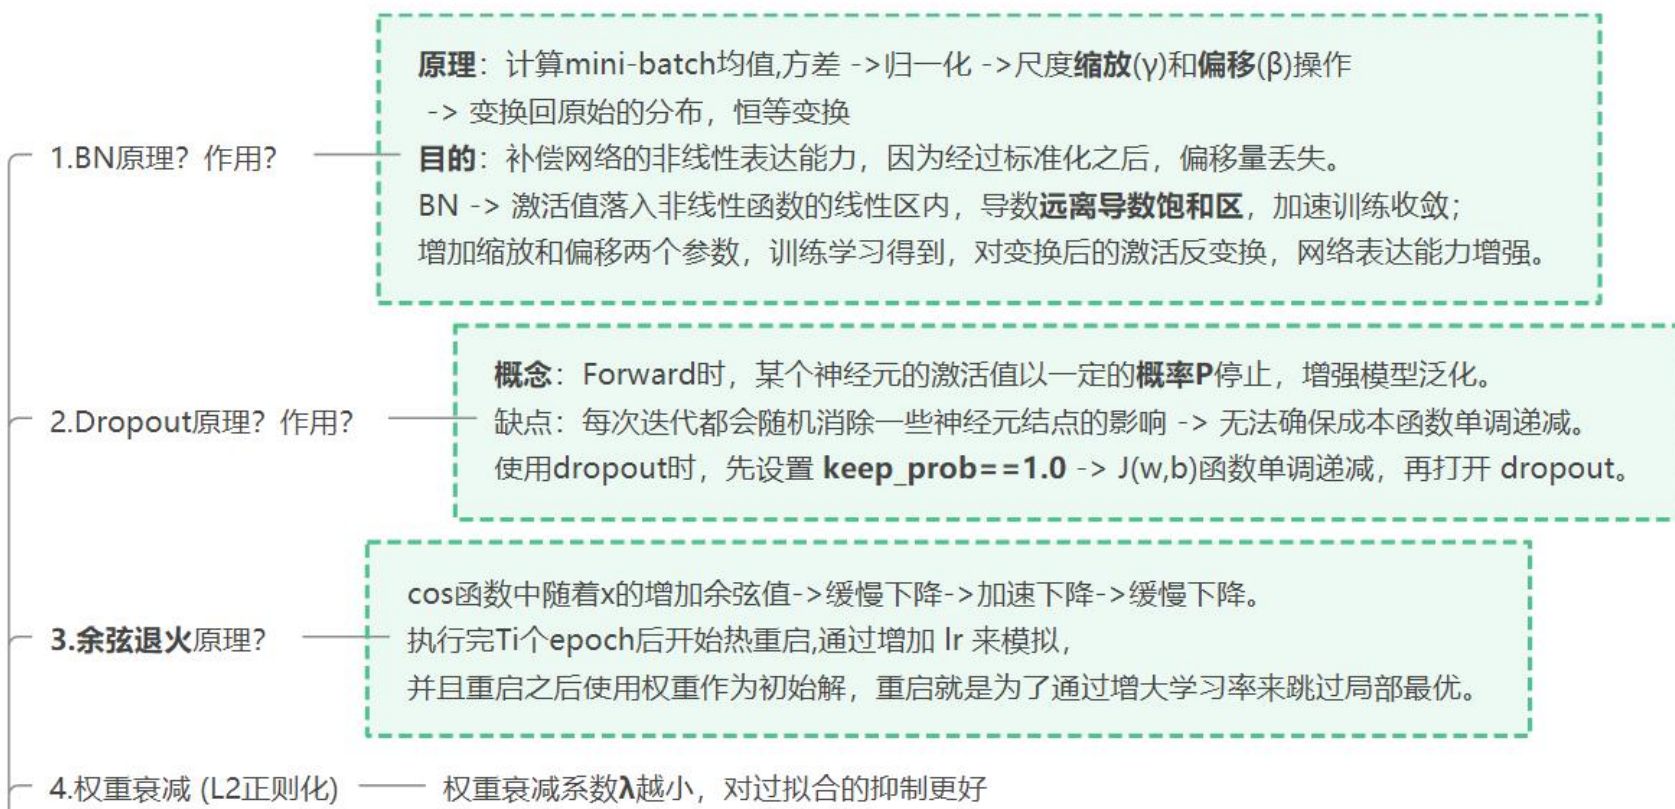 1.BN原理？作用？
原理：计算mini-batch均值,方差 ->归一化 ->尺度缩放(γ)和偏移(β)操作
-> 变换回原始的分布，恒等变换
目的：补偿网络的非线性表达能力，因为经过标准化之后，偏移量丢失。
BN -> 激活值落入非线性函数的线性区内，导数远离导数饱和区，加速训练收敛；
增加缩放和偏移两个参数，训练学习得到，对变换后的激活反变换，网络表达能力增强。
2.Dropout原理？作用？
概念：Forward时，某个神经元的激活值以一定的概率P停止，增强模型泛化。
缺点：每次迭代都会随机消除一些神经元结点的影响 -> 无法确保成本函数单调递减。
使用dropout时，先设置 keep_prob==1.0 -> J(w,b)函数单调递减，再打开 dropout。
3.余弦退火原理？
cos函数中随着x的增加余弦值->缓慢下降->加速下降->缓慢下降。
执行完Ti个epoch后开始热重启,通过增加 lr 来模拟，
并且重启之后使用权重作为初始解，重启就是为了通过增大学习率来跳过局部最优。
4.权重衰减 (L2正则化)
权重衰减系数λ越小，对过拟合的抑制更好